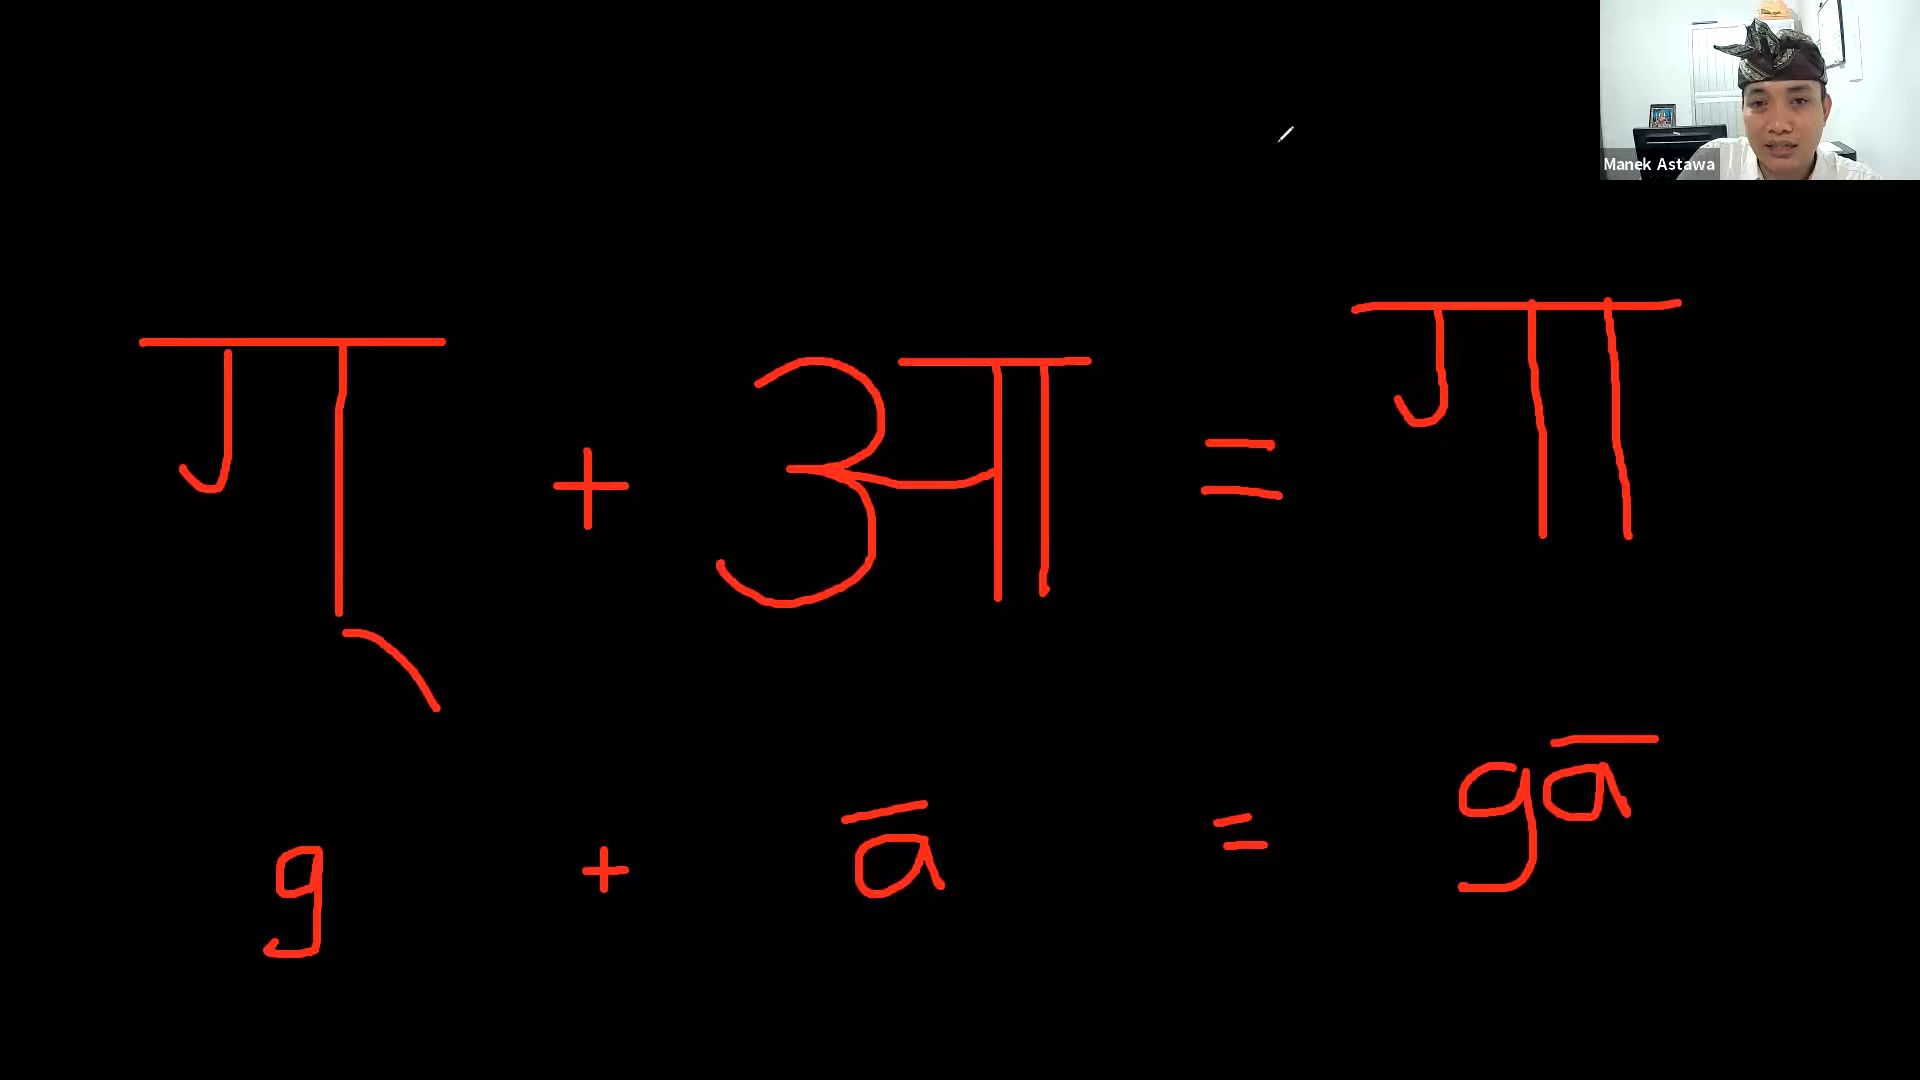 Manek Astawa
ग् + आ = गा
g + ā = gā